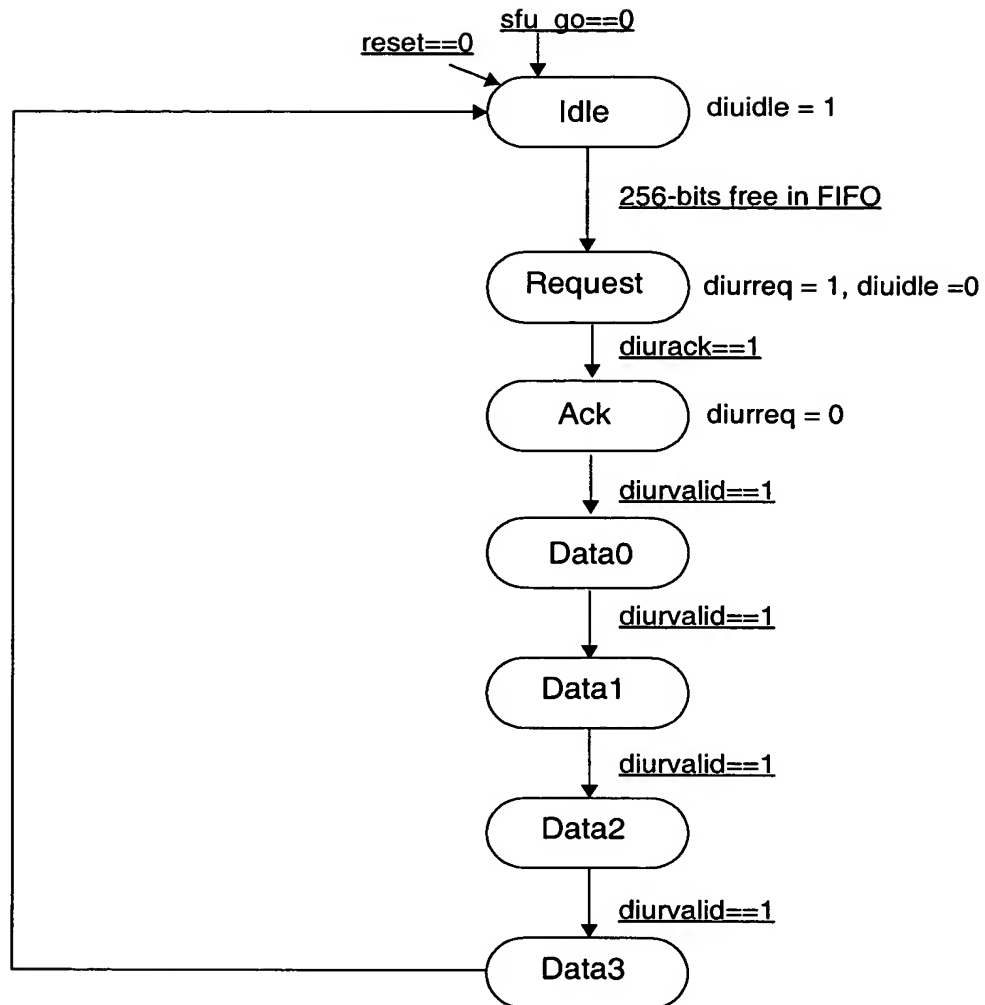 sfu_go==0
reset==0
Idle
diuidle = 1
256-bits free in FIFO
Request
diurreq = 1, diuidle =0
diurack==1
Ack
diurreq = 0
diurvalid==1
Data0
diurvalid==1
Data1
diurvalid==1
Data2
diurvalid==1
Data3